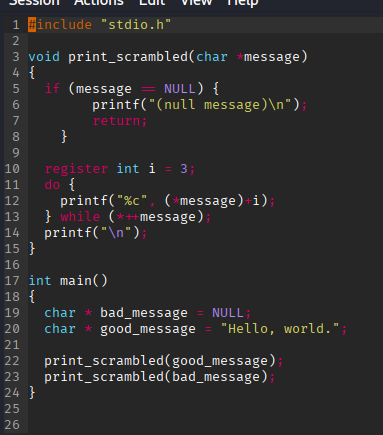 Session Actions Edit View Help
1 #include "stdio.h"
2
3 void print_scrambled(char *message)
4 {
5   if (message == NULL) {
6         printf("(null message)\n");
7         return;
8     }
9
10   register int i = 3;
11   do {
12     printf("%c", (*message)+i);
13   } while (*++message);
14   printf("\n");
15 }
16
17 int main()
18 {
19   char * bad_message = NULL;
20   char * good_message = "Hello, world.";
21
22   print_scrambled(good_message);
23   print_scrambled(bad_message);
24 }
25
26